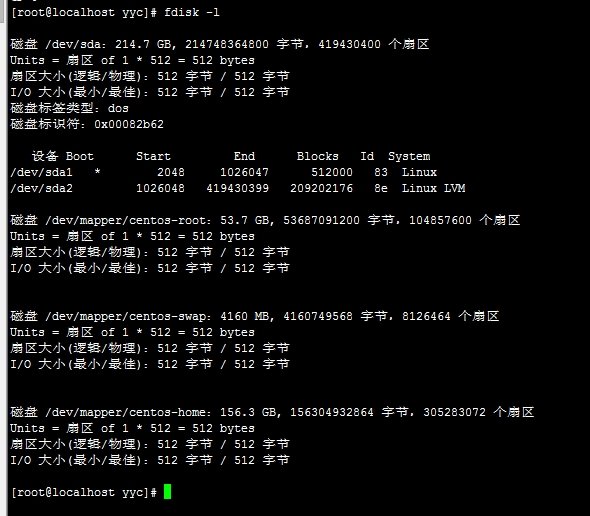 [root@localhost yyc]# fdisk -l
磁盘 /dev/sda：214.7 GB, 214748364800 字节，419430400 个扇区
Units = 扇区 of 1 * 512 = 512 bytes
扇区大小(逻辑/物理)：512 字节 / 512 字节
I/O 大小(最小/最佳)：512 字节 / 512 字节
磁盘标签类型：dos
磁盘标识符：0x00082b62
设备 Boot      Start         End      Blocks   Id  System
/dev/sda1   *        2048     1026047      512000   83  Linux
/dev/sda2         1026048   419430399   209202176   8e  Linux LVM
磁盘 /dev/mapper/centos-root：53.7 GB, 53687091200 字节，104857600 个扇区
Units = 扇区 of 1 * 512 = 512 bytes
扇区大小(逻辑/物理)：512 字节 / 512 字节
I/O 大小(最小/最佳)：512 字节 / 512 字节
磁盘 /dev/mapper/centos-swap：4160 MB, 4160749568 字节，8126464 个扇区
Units = 扇区 of 1 * 512 = 512 bytes
扇区大小(逻辑/物理)：512 字节 / 512 字节
I/O 大小(最小/最佳)：512 字节 / 512 字节
磁盘 /dev/mapper/centos-home：156.3 GB, 156304932864 字节，305283072 个扇区
Units = 扇区 of 1 * 512 = 512 bytes
扇区大小(逻辑/物理)：512 字节 / 512 字节
I/O 大小(最小/最佳)：512 字节 / 512 字节
[root@localhost yyc]#